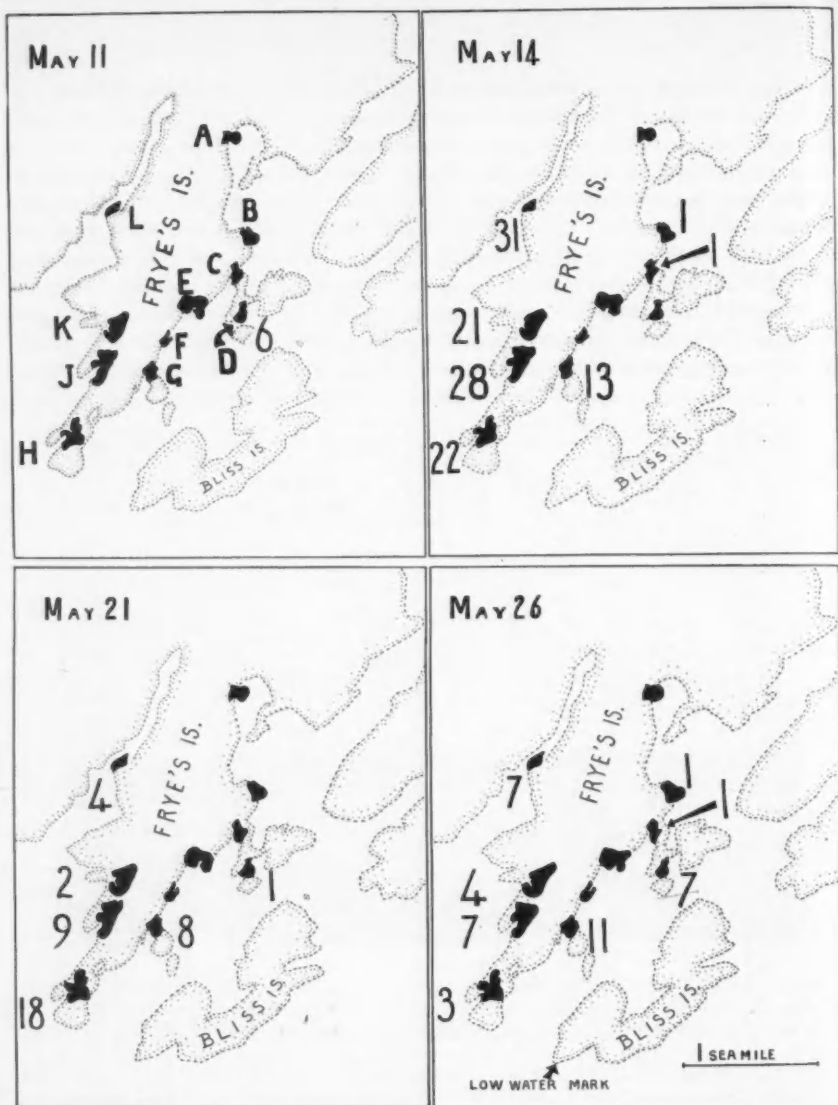 MAY 11
A
L
FRYE'S IS.
B
C
E
K
F
D
6
J
G
H
BLISS IS.
MAY 14
1
31
1
FRYE'S IS.
21
28
13
22
BLISS IS.
MAY 21
FRYE'S IS.
4
2
1
9
8
18
BLISS IS.
MAY 26
FRYE'S IS.
1
7
1
4
7
7
11
3
BLISS IS.
1 SEA MILE
LOW WATER MARK